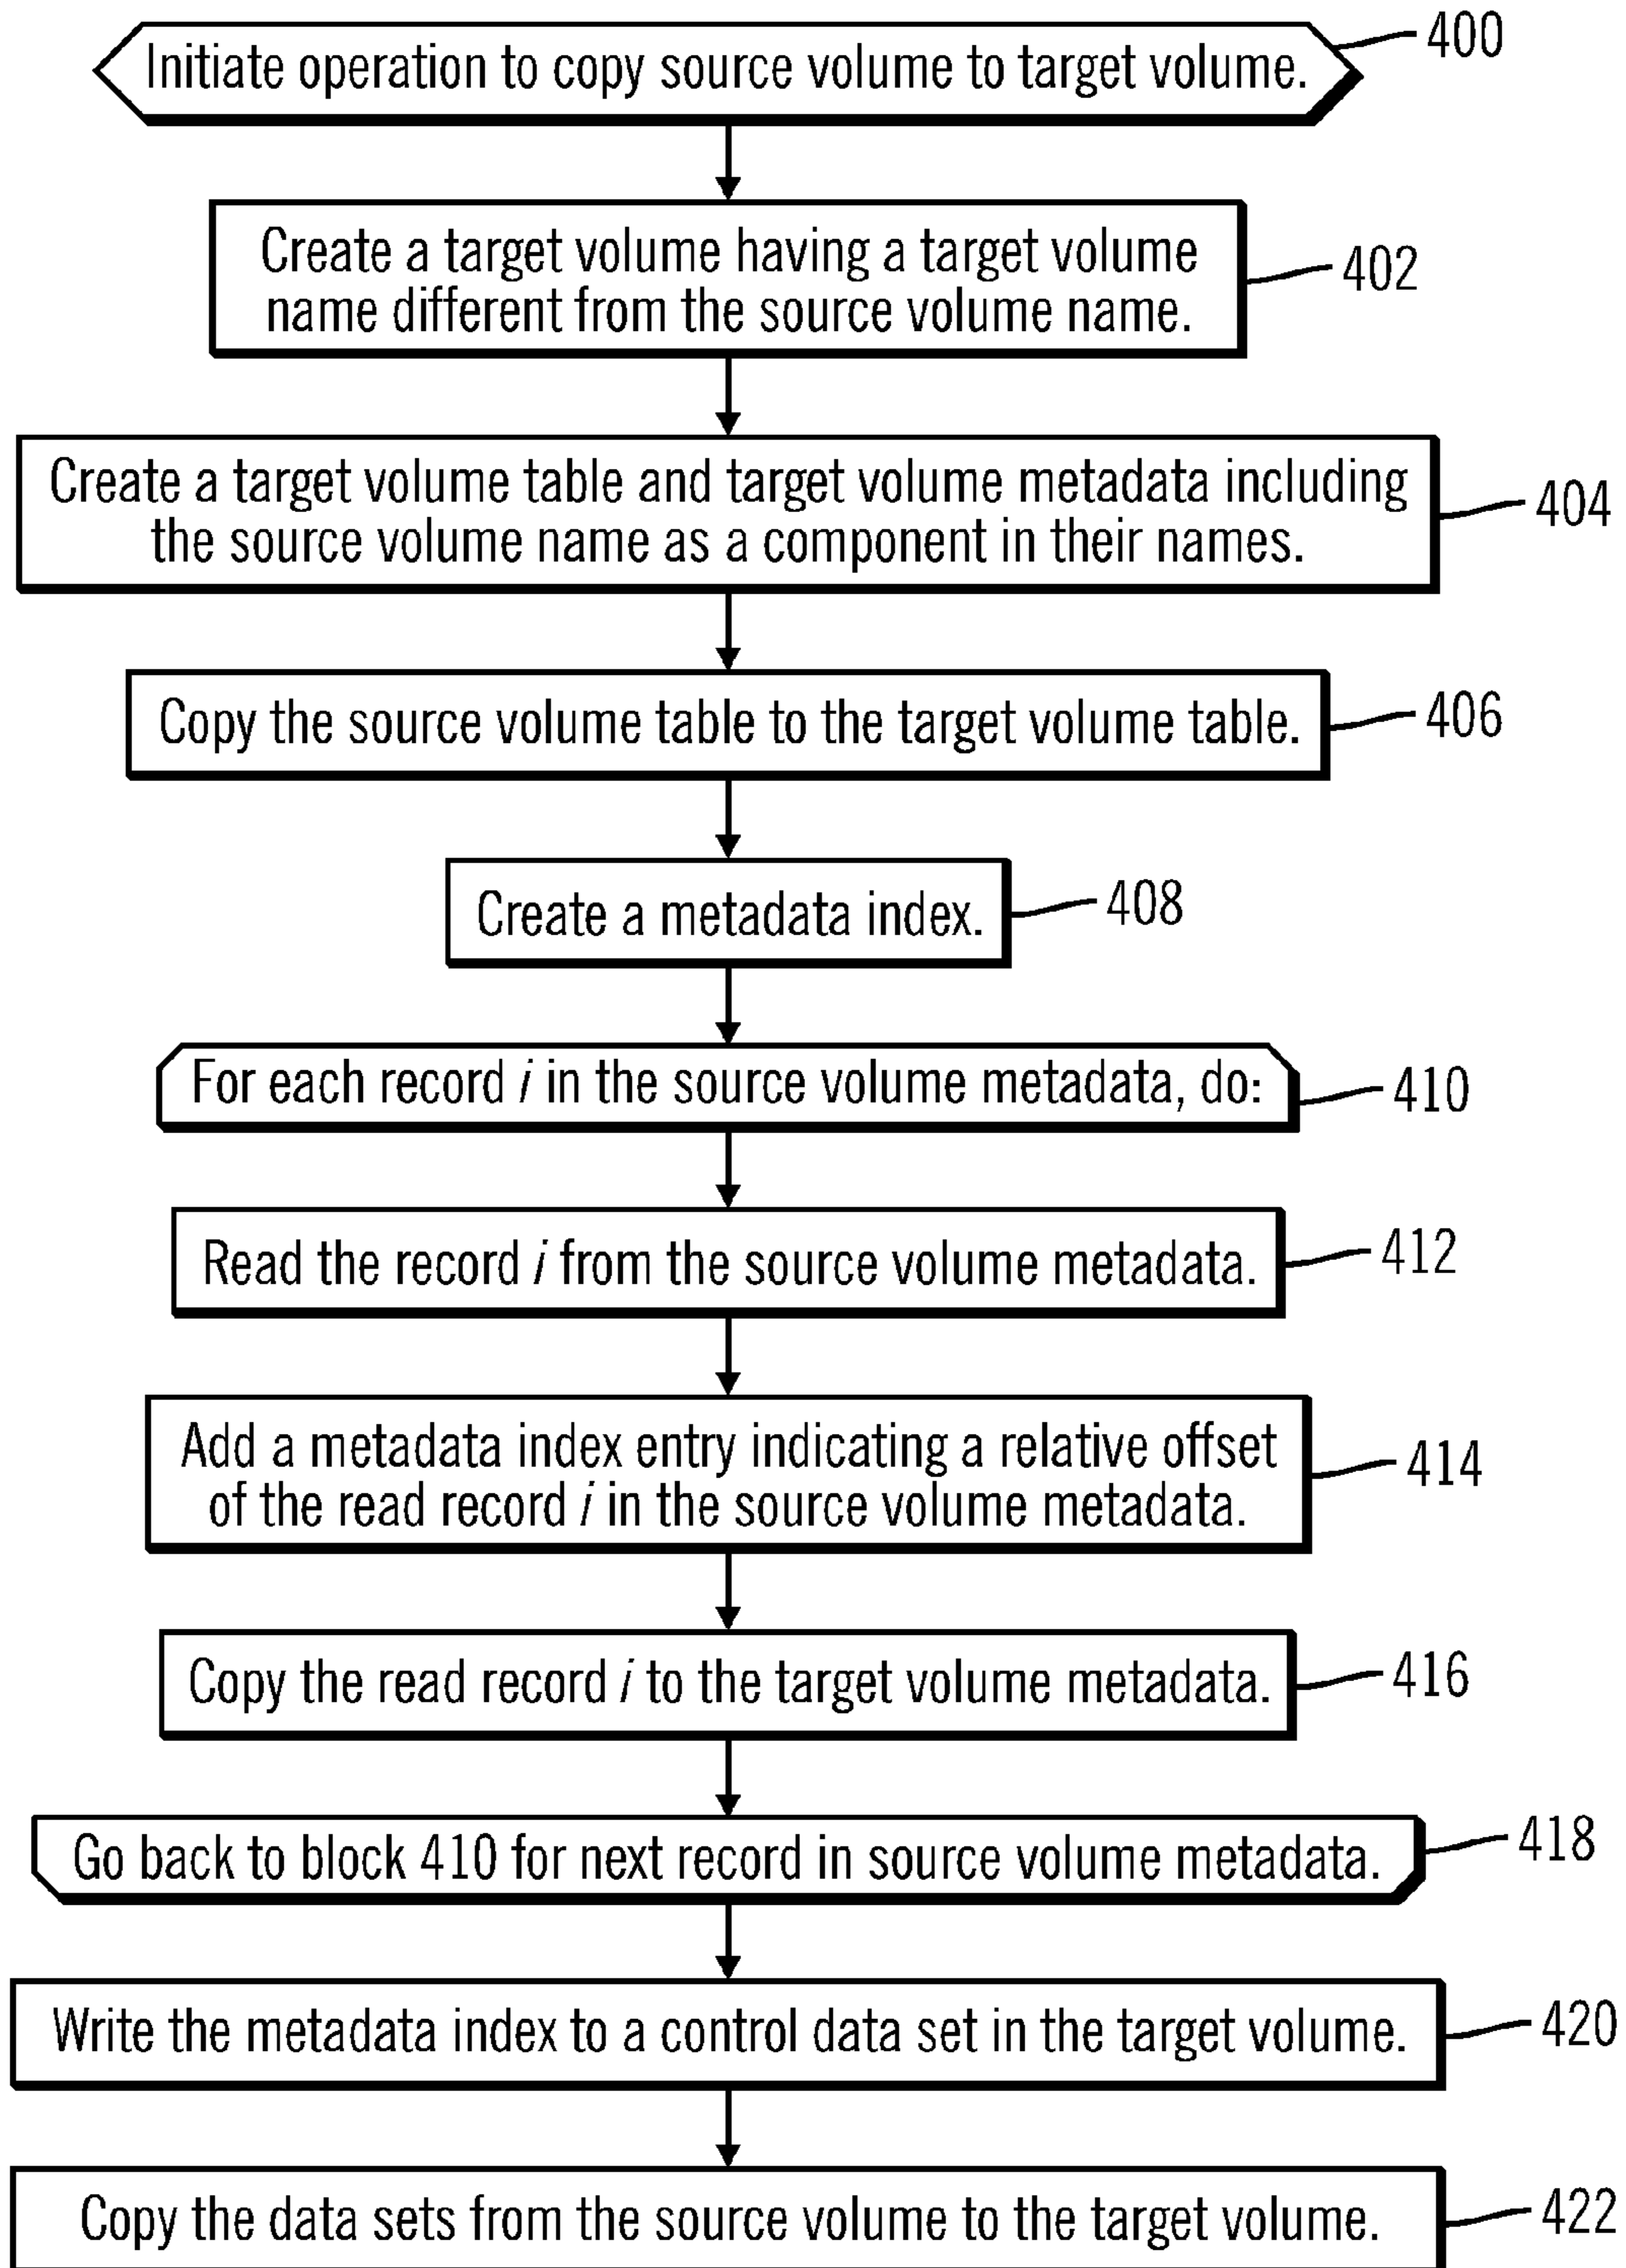 Initiate operation to copy source volume to target volume.
400
Create a target volume having a target volume
name different from the source volume name.
402
Create a target volume table and target volume metadata including
the source volume name as a component in their names.
404
Copy the source volume table to the target volume table.
406
Create a metadata index.
408
For each record i in the source volume metadata, do:
410
Read the record i from the source volume metadata.
412
Add a metadata index entry indicating a relative offset
of the read record i in the source volume metadata.
414
Copy the read record i to the target volume metadata.
416
Go back to block 410 for next record in source volume metadata.
418
Write the metadata index to a control data set in the target volume.
420
Copy the data sets from the source volume to the target volume.
422